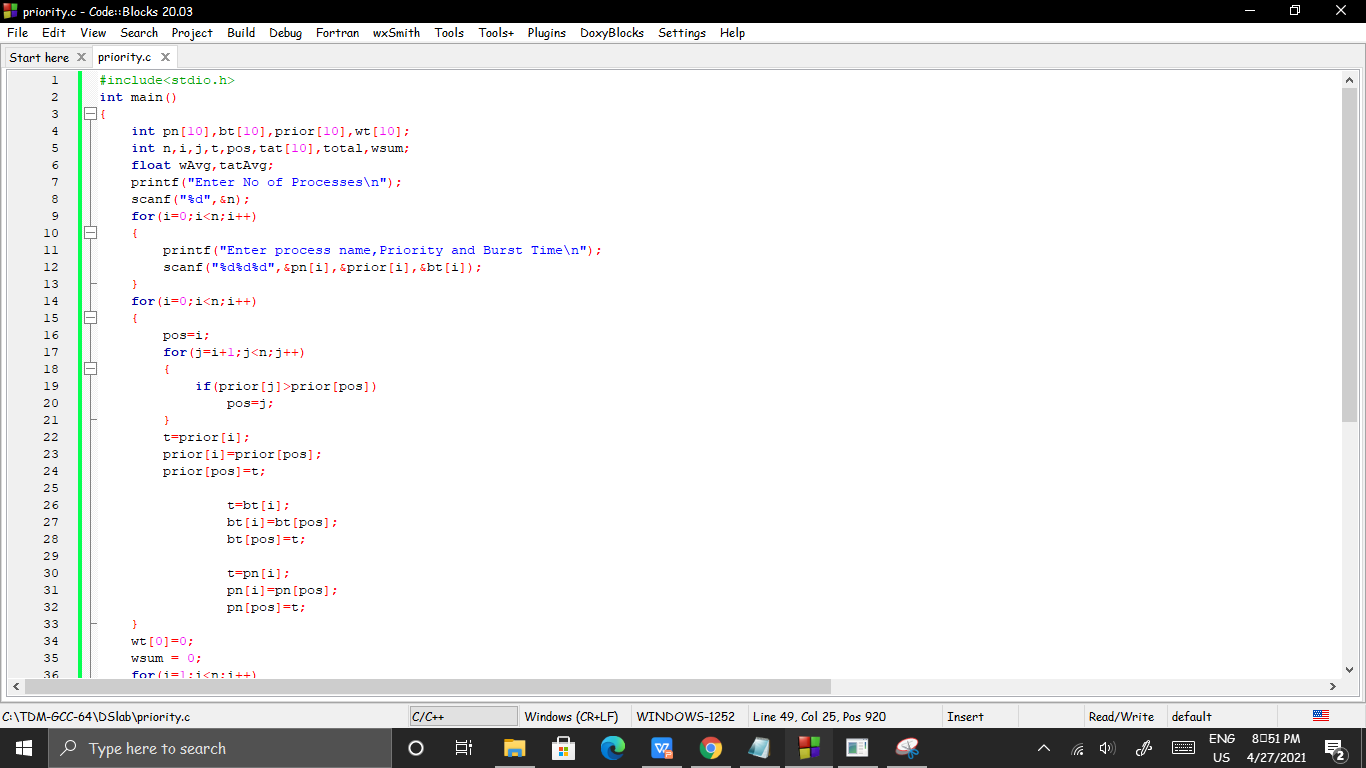 priority.c - Code::Blocks 20.03
File Edit View Search Project Build Debug Fortran wxSmith Tools Tools+ Plugins DoxyBlocks Settings Help
Start here priority.c
1 #include<stdio.h>
2 int main()
3 {
4 int pn[10],bt[10],prior[10],wt[10];
5 int n,i,j,t,pos,tat[10],total,wsum;
6 float wAvg,tatAvg;
7 printf("Enter No of Processes\n");
8 scanf("%d",&n);
9 for(i=0;i<n;i++)
10 {
11 printf("Enter process name,Priority and Burst Time\n");
12 scanf("%d%d%d",&pn[i],&prior[i],&bt[i]);
13 }
14 for(i=0;i<n;i++)
15 {
16 pos=i;
17 for(j=i+1;j<n;j++)
18 {
19 if(prior[j]>prior[pos])
20 pos=j;
21 }
22 t=prior[i];
23 prior[i]=prior[pos];
24 prior[pos]=t;
25
26 t=bt[i];
27 bt[i]=bt[pos];
28 bt[pos]=t;
29
30 t=pn[i];
31 pn[i]=pn[pos];
32 pn[pos]=t;
33 }
34 wt[0]=0;
35 wsum = 0;
36 for(i=1;i<n;i++)
C:\TDM-GCC-64\DSlab\priority.c C/C++ Windows (CR+LF) WINDOWS-1252 Line 49, Col 25, Pos 920 Insert Read/Write default
Type here to search
ENG 8:51 PM
US 4/27/2021 2